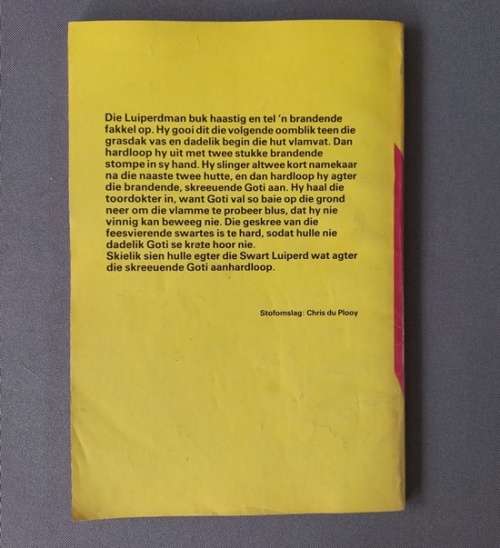 Die Luiperdman buk haastig en tel 'n brandende
fakkel op. Hy gooi dit die volgende oomblik teen die
grasdak vas en dadelik begin die hut vlamvat. Dan
hardloop hy uit met twee stukke brandende
stompe in sy hand. Hy slinger altwee kort namekaar
na die naaste twee hutte, en dan hardloop hy agter
die brandende, skreeuende Goti aan. Hy haal die
toordokter in, want Goti val so baie op die grond
neer om die vlamme te probeer blus, dat hy nie
vinnig kan beweeg nie. Die geskree van die
feesvierende swartes is te hard, sodat hulle nie
dadelik Goti se krete hoor nie.
Skielik sien hulle egter die Swart Luiperd wat agter
die skreeuende Goti aanhardloop.
Stofomslag: Chris du Plooy